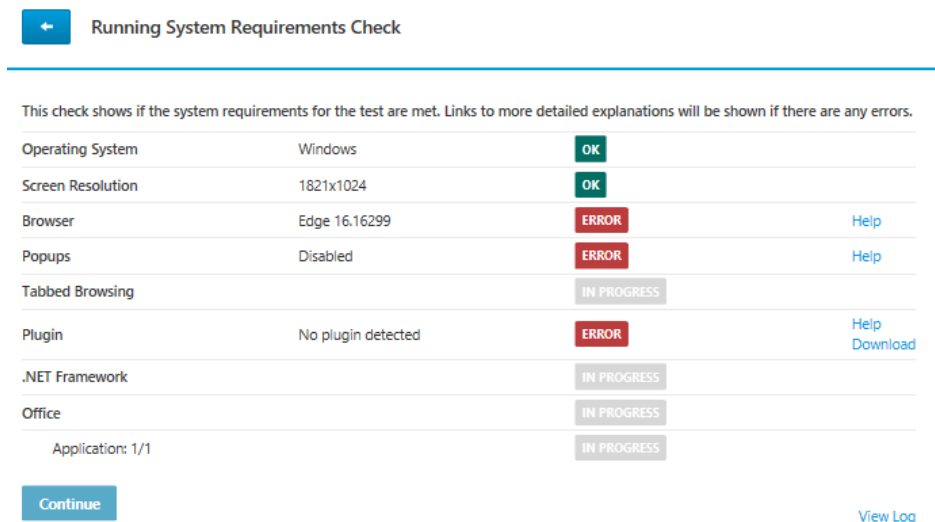 Running System Requirements Check
This check shows if the system requirements for the test are met. Links to more detailed explanations will be shown if there are any errors.
Operating System Windows OK
Screen Resolution 1821x1024 OK
Browser Edge 16.16299 ERROR Help
Popups Disabled ERROR Help
Tabbed Browsing IN PROGRESS
Plugin No plugin detected ERROR Help
Download
.NET Framework IN PROGRESS
Office IN PROGRESS
Application: 1/1 IN PROGRESS
Continue
View Log